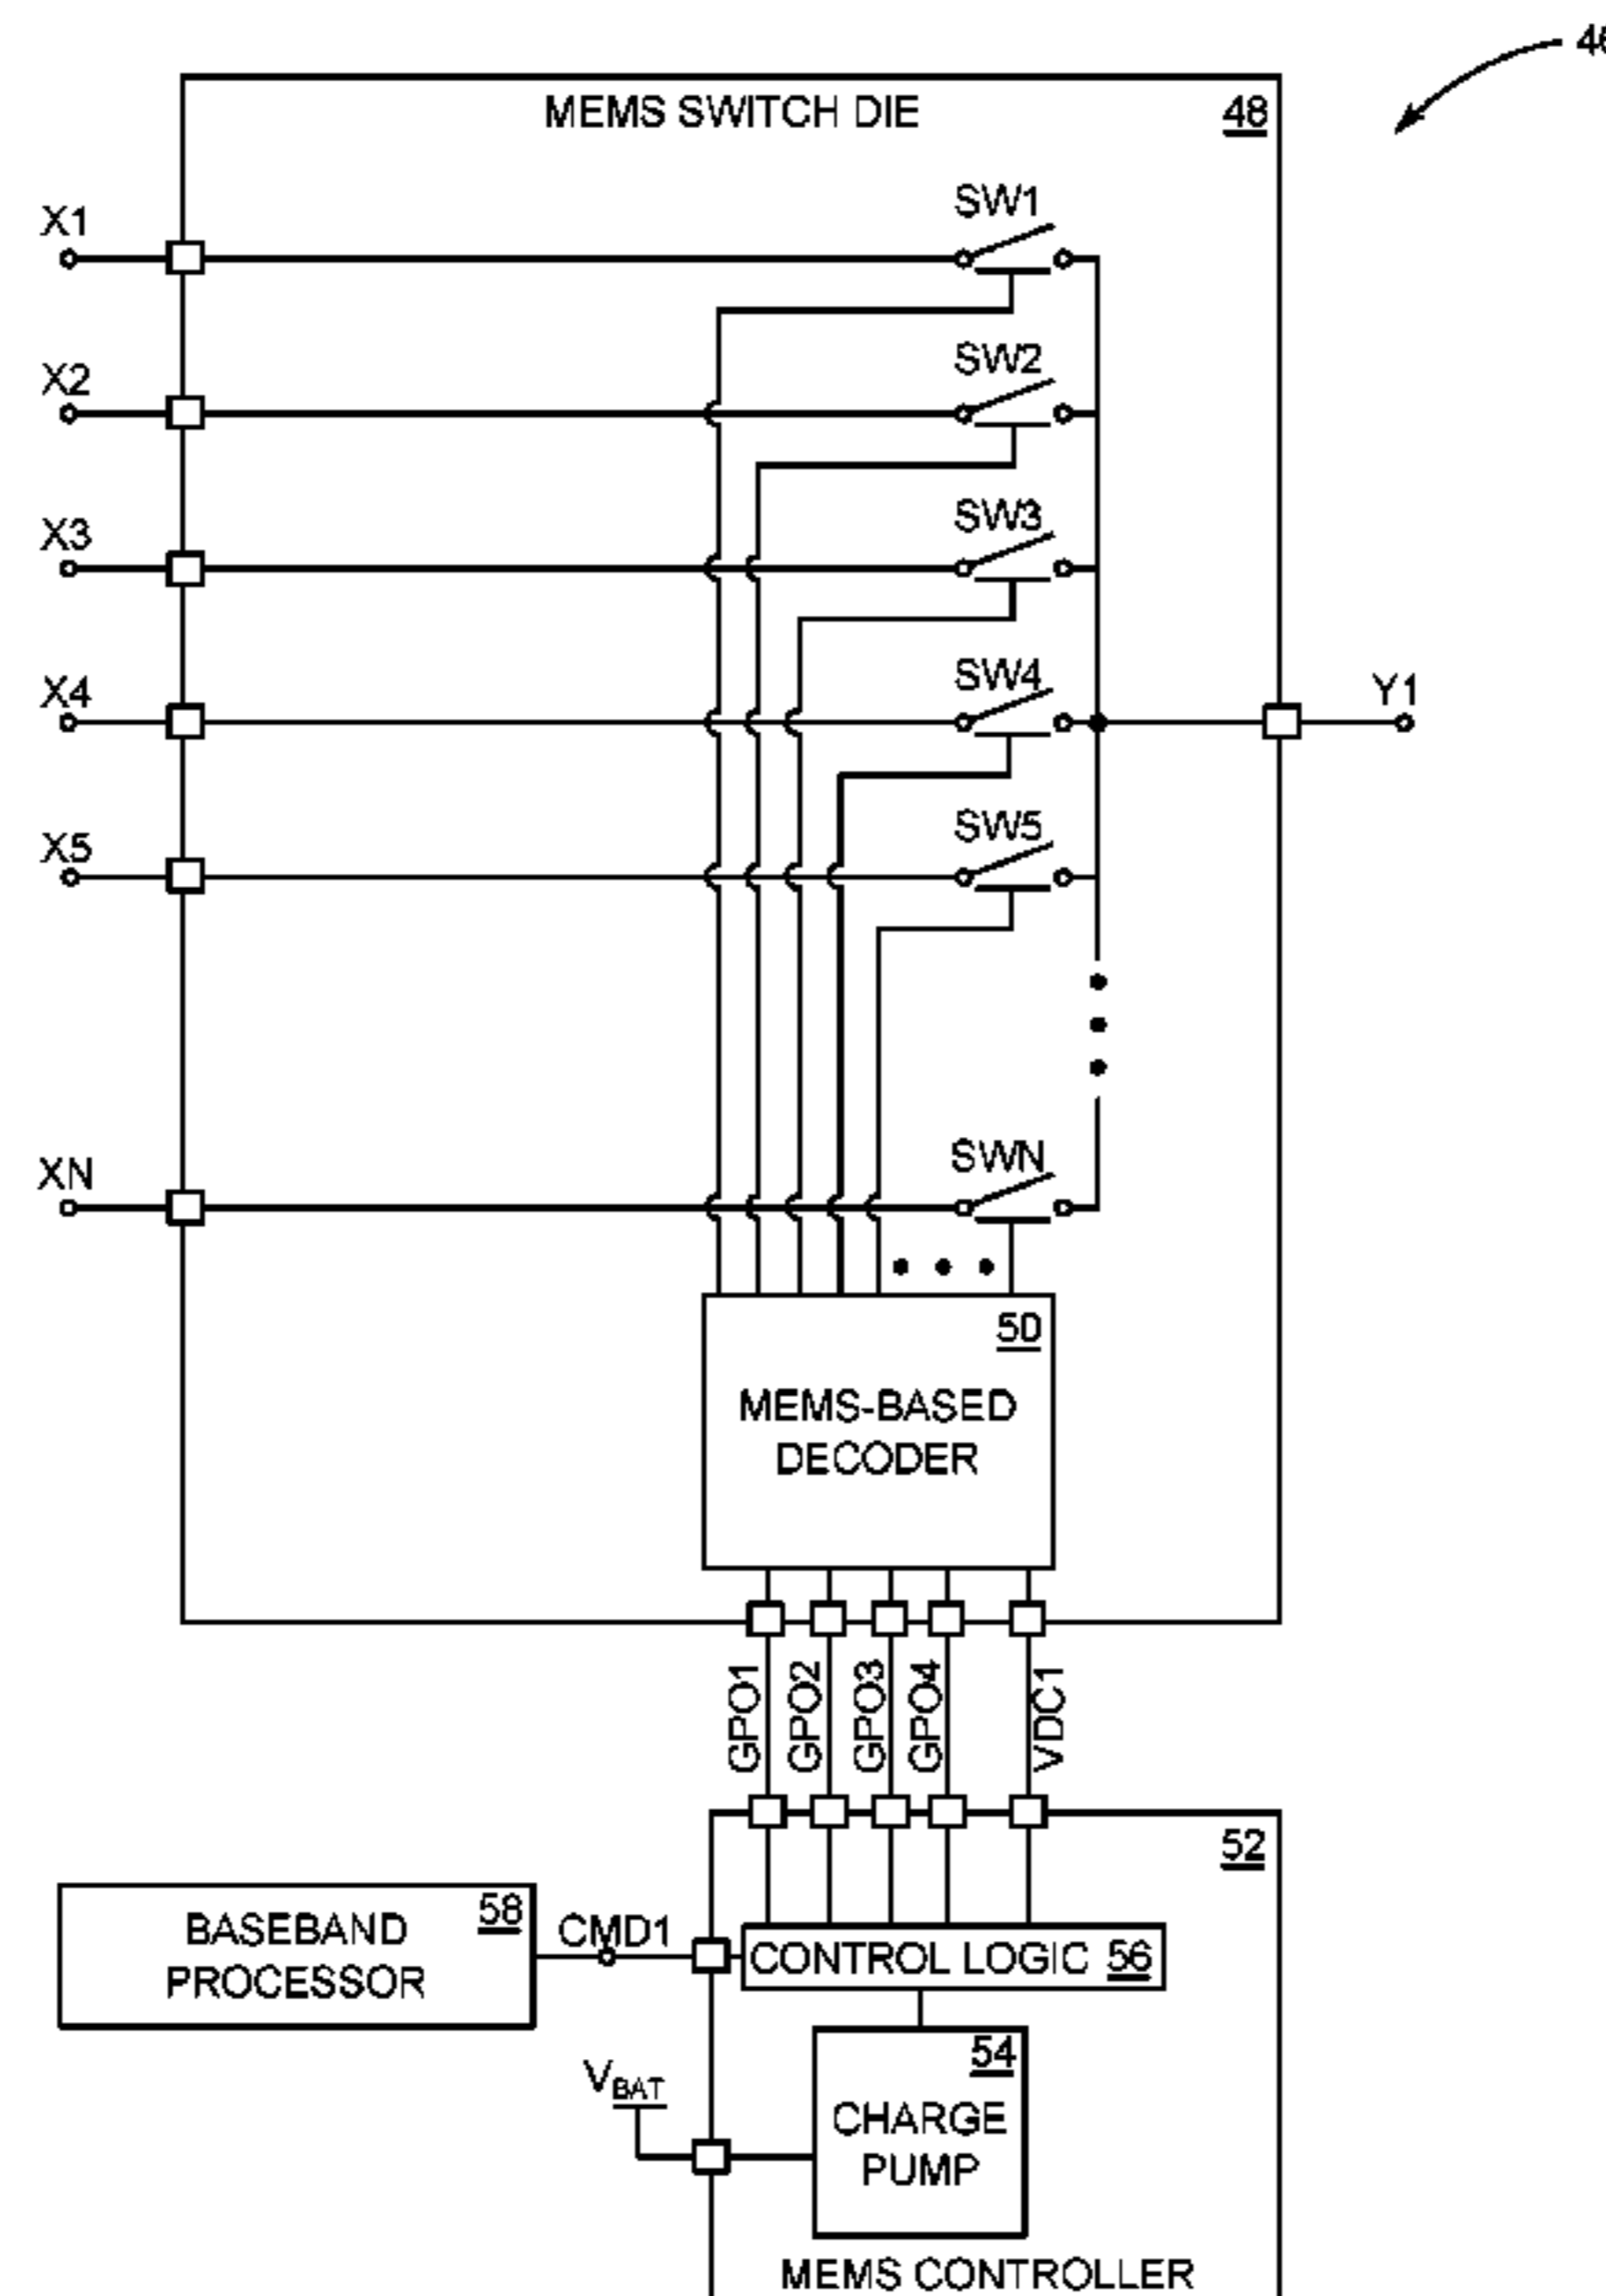 MEMS SWITCH DIE
48
X1
SW1
X2
SW2
X3
SW3
X4
SW4
Y1
X5
SW5
XN
SWN
50
MEMS-BASED
DECODER
GPO1
GPO2
GPO3
GPO4
VDC1
52
BASEBAND
PROCESSOR
58
CMD1
CONTROL LOGIC 56
54
VBAT
CHARGE
PUMP
MEMS CONTROLLER